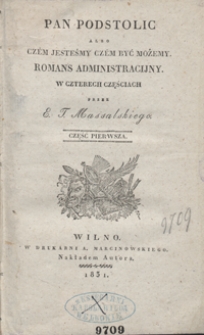 PAN PODSTOLIC
ALBO
CZÉM JESTEŚMY CZÉM BYĆ MOŻEMY.
ROMANS ADMINISTRACIJNY.
W CZTERECH CZĘŚCIACH
PRZEZ
E. T. Massalskiego
CZĘŚĆ PIERWSZA.
9709
WILNO.
W DRUKARNI A. MARCINOWSKIEGO.
Nakładem Autora.
1831.
9709